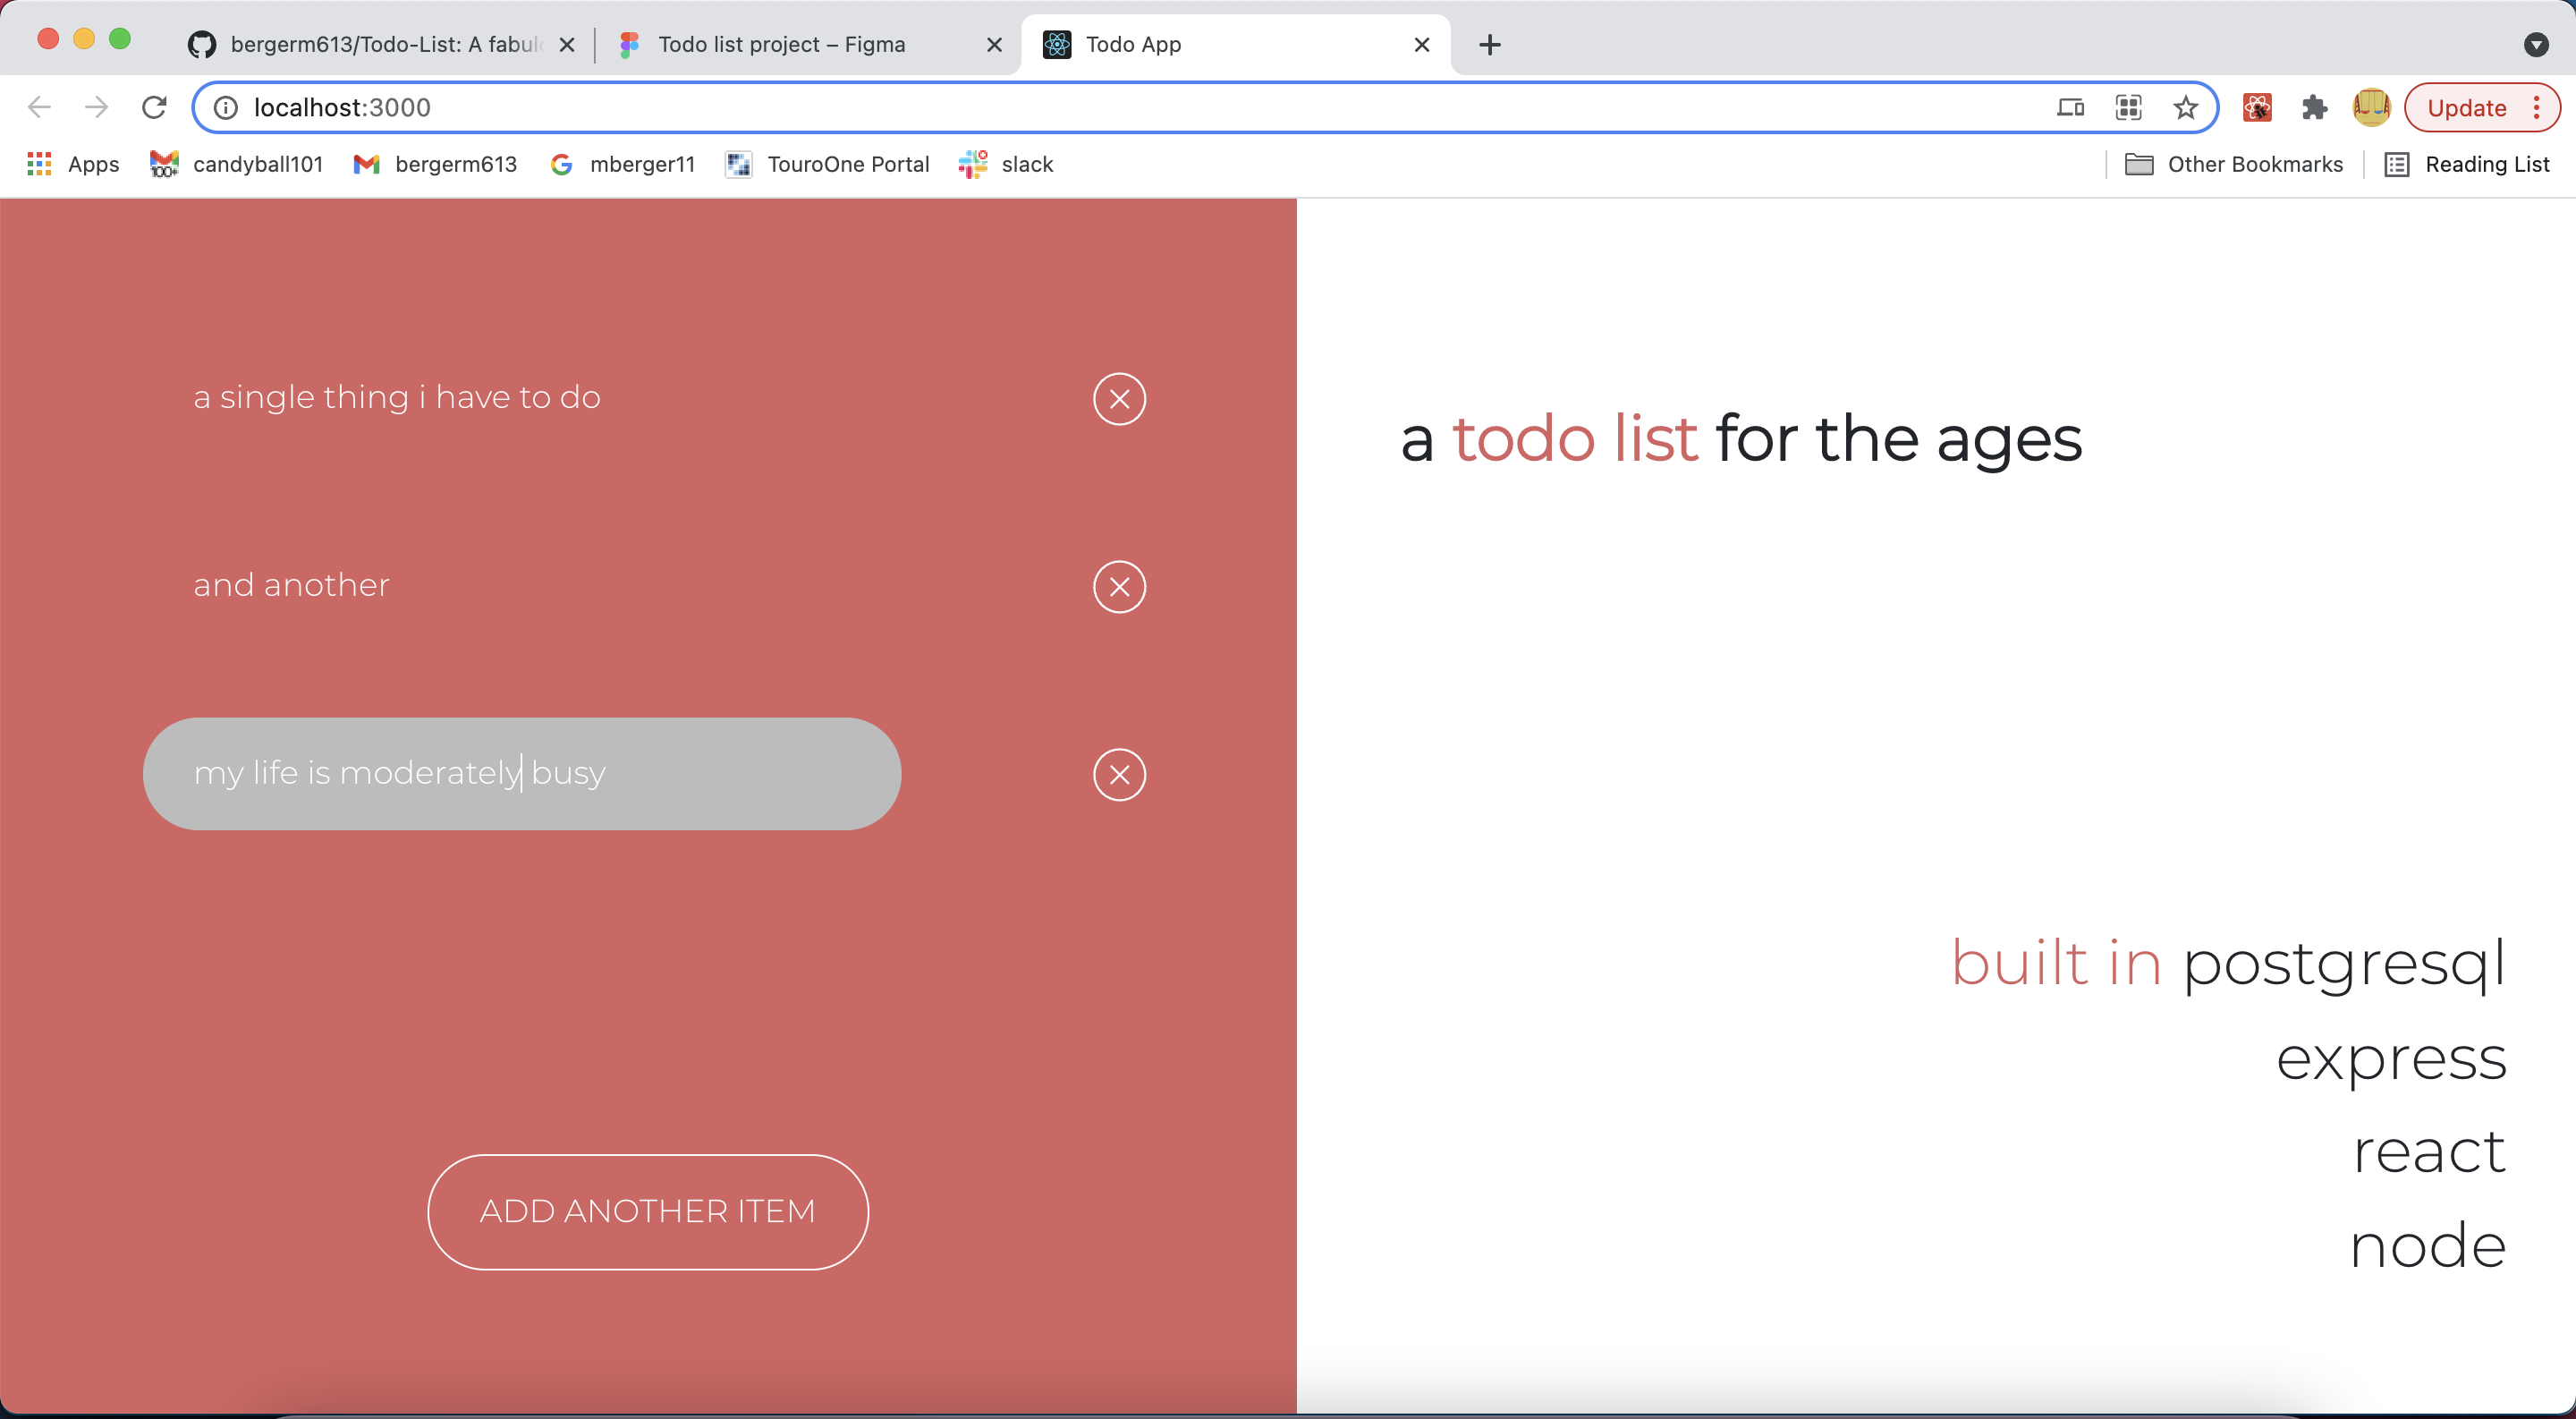 bergerm613/Todo-List: A fabul
Todo list project – Figma
Todo App
localhost:3000
Update
Apps
100+
candyball101
bergerm613
mberger11
TouroOne Portal
slack
Other Bookmarks
Reading List
a single thing i have to do
and another
my life is moderately busy
ADD ANOTHER ITEM
a todo list for the ages
built in postgresql
express
react
node